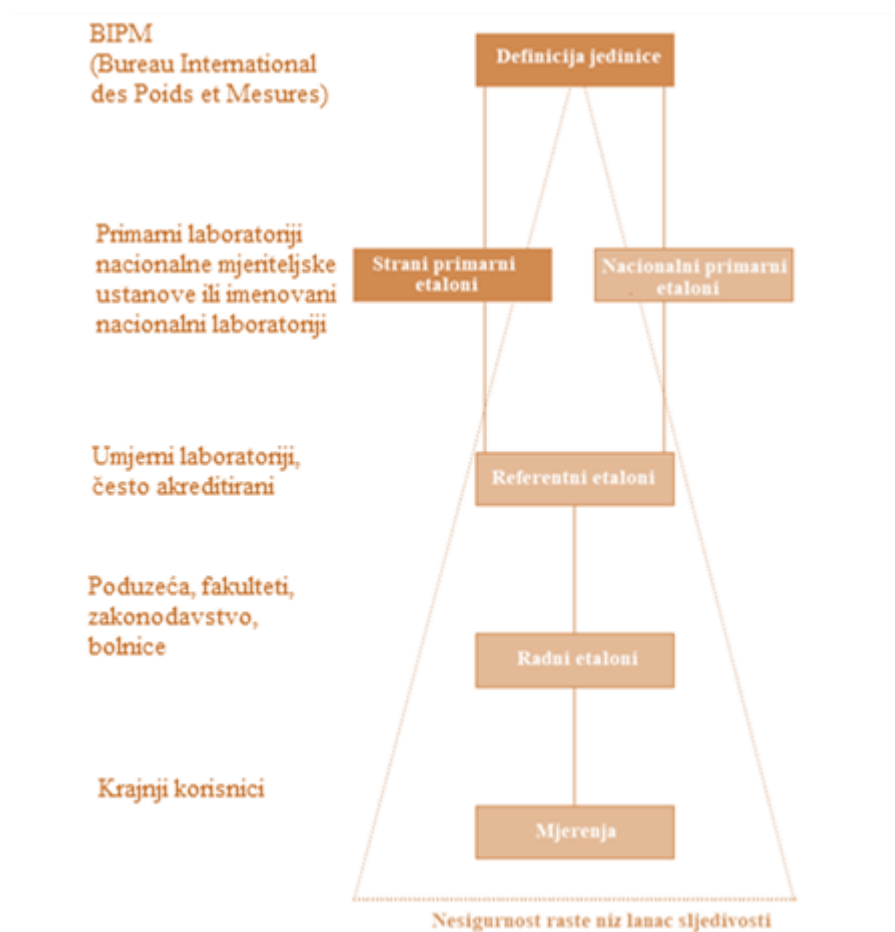 BIPM
(Bureau International
des Poids et Mesures)
Definicija jedinice
Primarni laboratoriji
nacionalne mjeriteljske
ustanove ili imenovani
nacionalni laboratoriji
Strani primarni
etaloni
Nacionalni primarni
etaloni
Umjerni laboratoriji,
često akreditirani
Referentni etaloni
Poduzeća, fakulteti,
zakonodavstvo,
bolnice
Radni etaloni
Krajnji korisnici
Mjerenja
Nesigurnost raste niz lanac sljedivosti